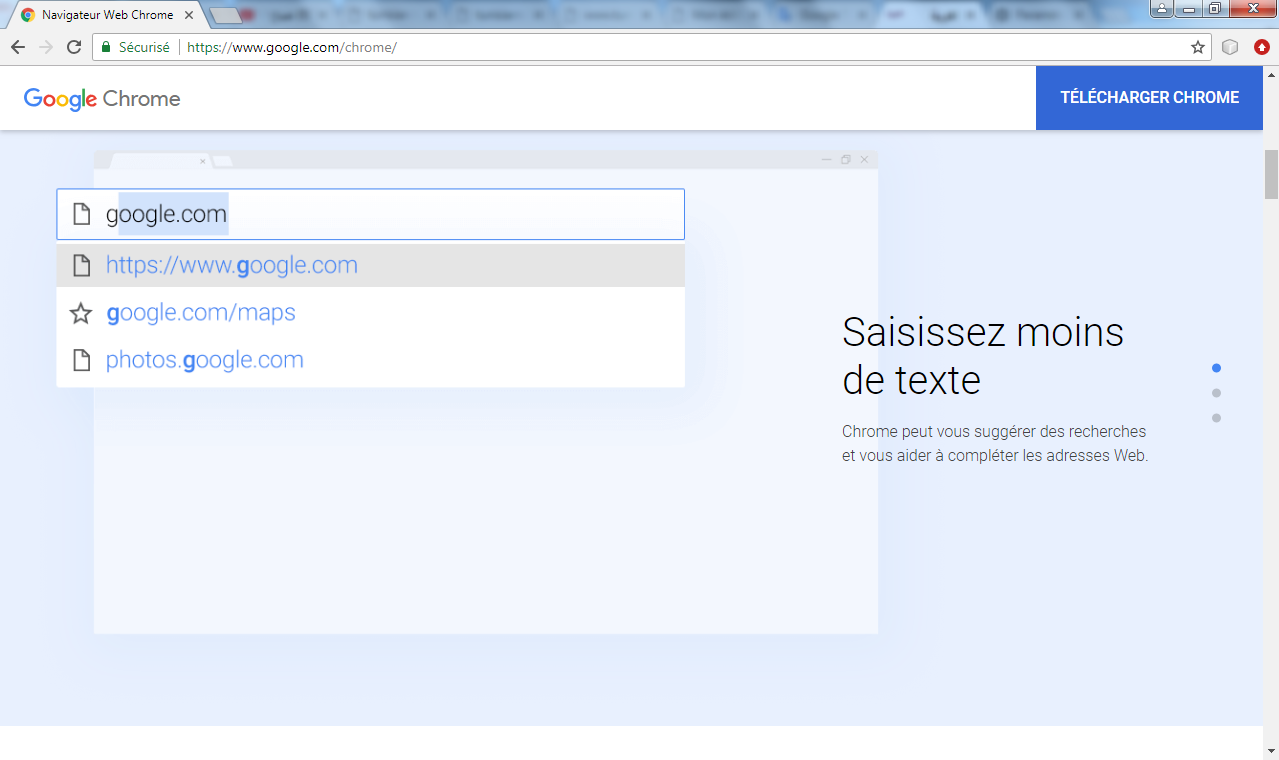 Navigateur Web Chrome
Sécurisé
https://www.google.com/chrome/
Google Chrome
TÉLÉCHARGER CHROME
google.com
https://www.google.com
google.com/maps
photos.google.com
Saisissez moins
de texte
Chrome peut vous suggérer des recherches
et vous aider à compléter les adresses Web.